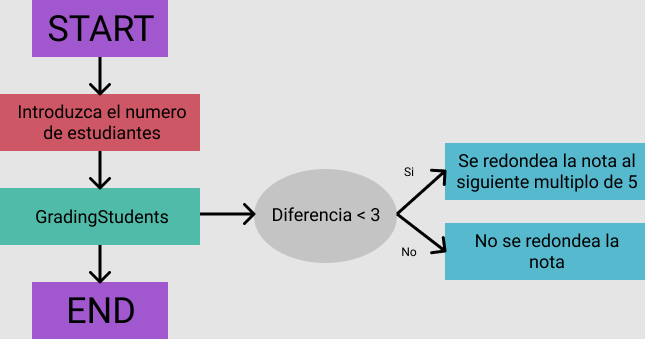 START
Introduzca el numero
de estudiantes
GradingStudents
Diferencia < 3
Si
Se redondea la nota al
siguiente multiplo de 5
No
No se redondea la
nota
END